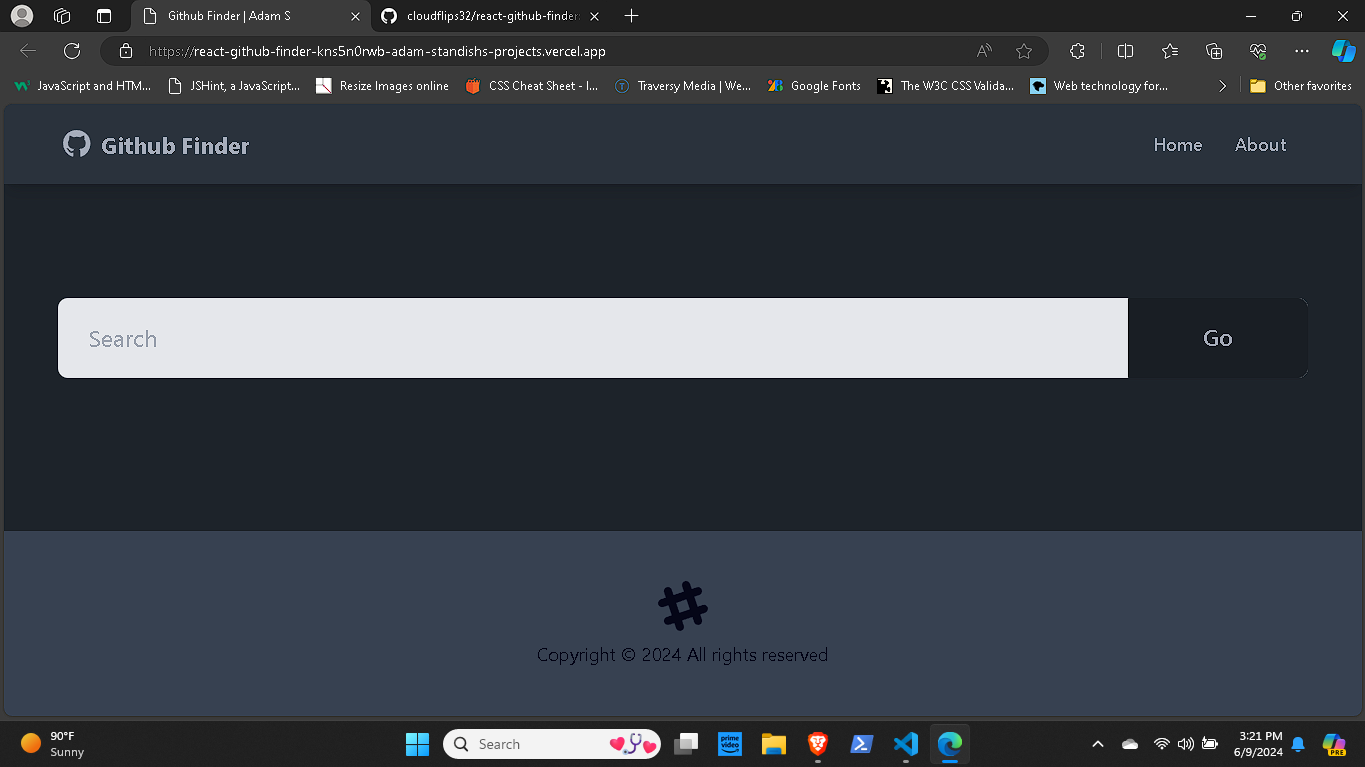 Github Finder | Adam S
cloudflips32/react-github-finder:
https://react-github-finder-kns5n0rwb-adam-standishs-projects.vercel.app
JavaScript and HTM... JSHint, a JavaScript... Resize Images online CSS Cheat Sheet - I... Traversy Media | We... Google Fonts The W3C CSS Valida... Web technology for... Other favorites
Github Finder
Home About
Search Go
Copyright © 2024 All rights reserved
90°F
Sunny
Search
prime video
PRE
3:21 PM
6/9/2024